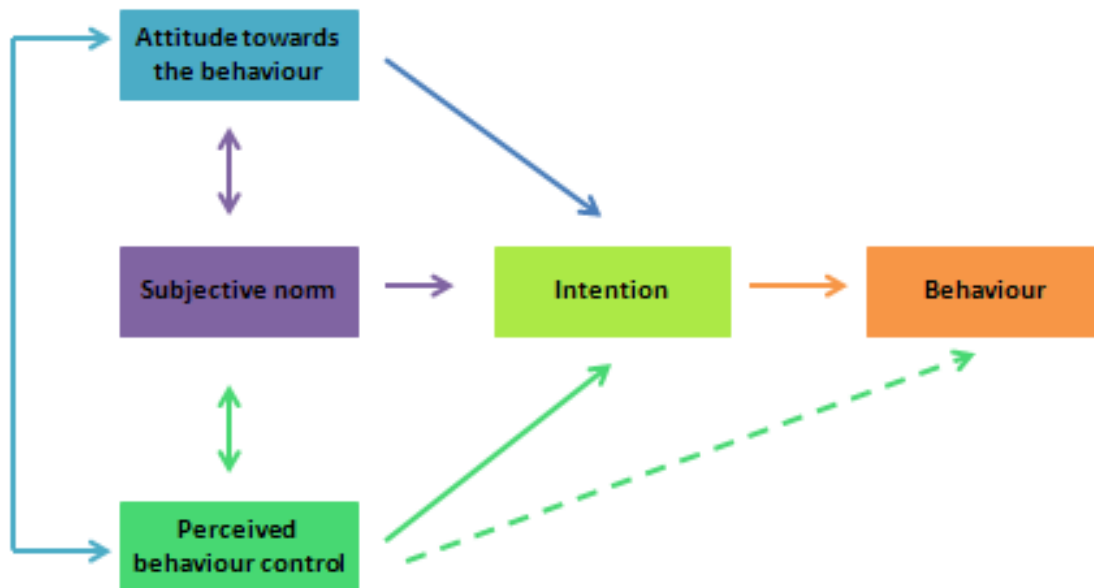 Attitude towards
the behaviour
Subjective norm
Intention
Behaviour
Perceived
behaviour control